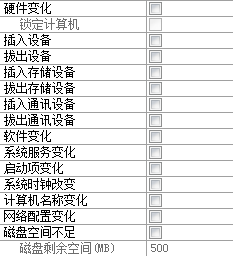 硬件变化
锁定计算机
插入设备
拔出设备
插入存储设备
拔出存储设备
插入通讯设备
拔出通讯设备
软件变化
系统服务变化
启动项变化
系统时钟改变
计算机名称变化
网络配置变化
磁盘空间不足
磁盘剩余空间(MB) 500